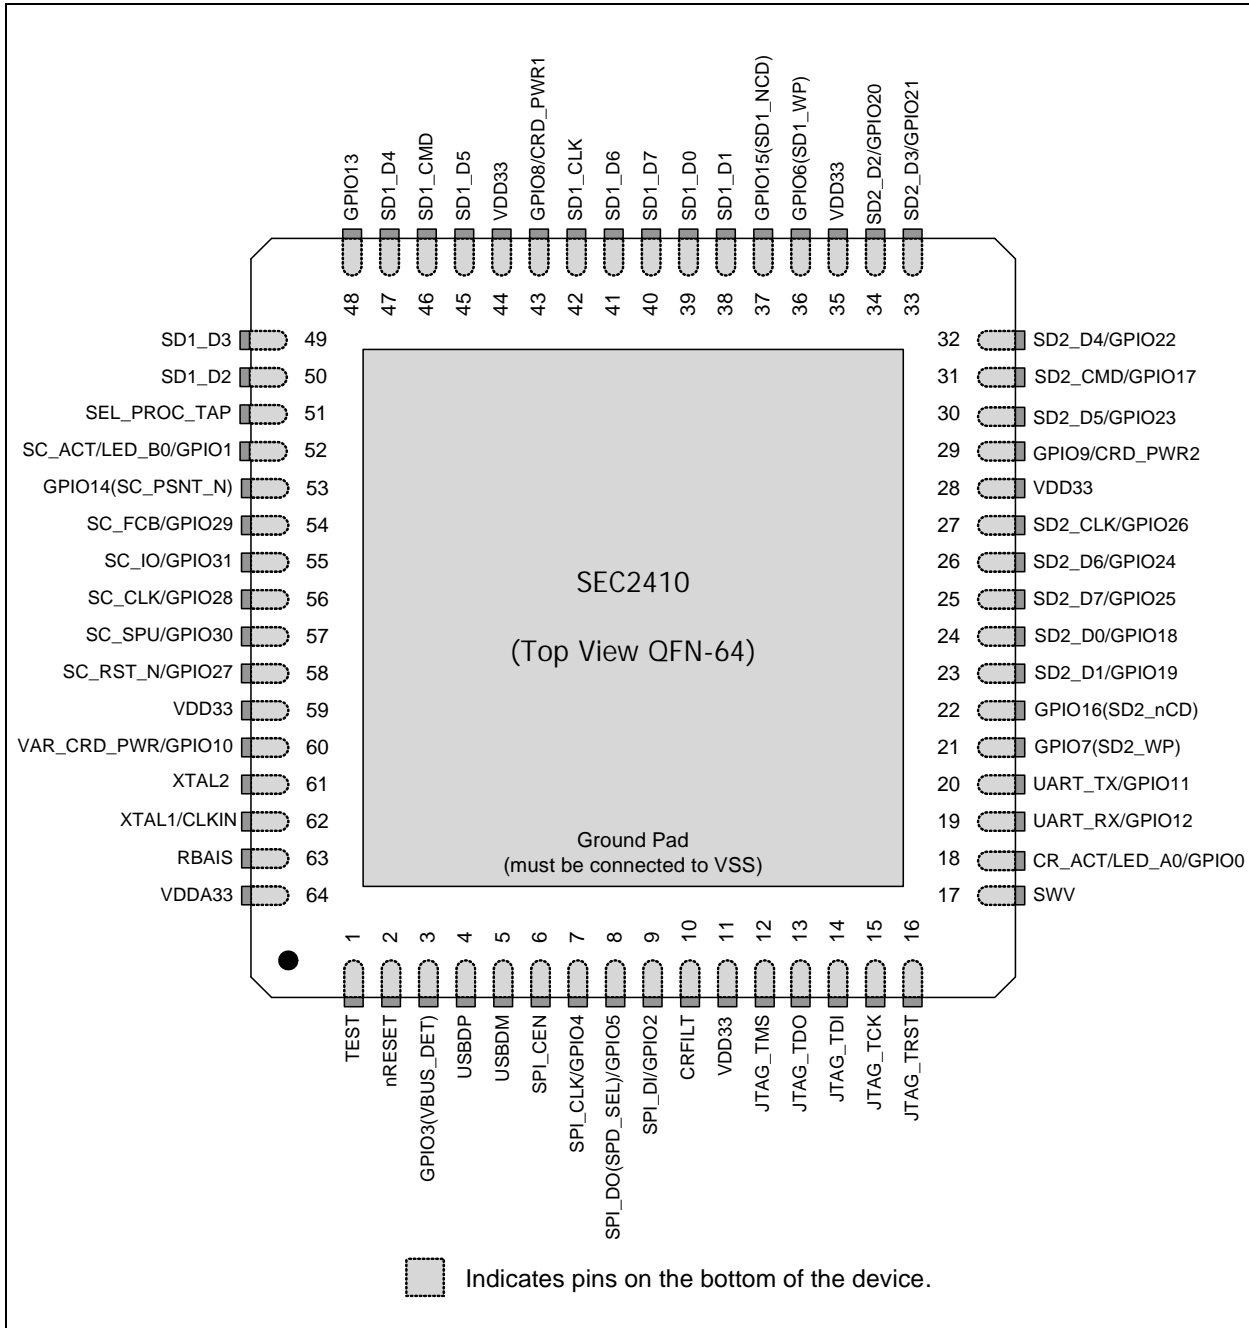 GPIO13
SD1_D4
SD1_CMD
SD1_D5
VDD33
GPIO8/CRD_PWR1
SD1_CLK
SD1_D6
SD1_D7
SD1_D0
SD1_D1
GPIO15(SD1_NCD)
GPIO6(SD1_WP)
VDD33
SD2_D2/GPIO20
SD2_D3/GPIO21
48
47
46
45
44
43
42
41
40
39
38
37
36
35
34
33
SD1_D3 49
SD1_D2 50
SEL_PROC_TAP 51
SC_ACT/LED_B0/GPIO1 52
GPIO14(SC_PSNT_N) 53
SC_FCB/GPIO29 54
SC_IO/GPIO31 55
SC_CLK/GPIO28 56
SC_SPU/GPIO30 57
SC_RST_N/GPIO27 58
VDD33 59
VAR_CRD_PWR/GPIO10 60
XTAL2 61
XTAL1/CLKIN 62
RBAIS 63
VDDA33 64
SEC2410
(Top View QFN-64)
Ground Pad
(must be connected to VSS)
32 SD2_D4/GPIO22
31 SD2_CMD/GPIO17
30 SD2_D5/GPIO23
29 GPIO9/CRD_PWR2
28 VDD33
27 SD2_CLK/GPIO26
26 SD2_D6/GPIO24
25 SD2_D7/GPIO25
24 SD2_D0/GPIO18
23 SD2_D1/GPIO19
22 GPIO16(SD2_nCD)
21 GPIO7(SD2_WP)
20 UART_TX/GPIO11
19 UART_RX/GPIO12
18 CR_ACT/LED_A0/GPIO0
17 SWV
1
2
3
4
5
6
7
8
9
10
11
12
13
14
15
16
TEST
nRESET
GPIO3(VBUS_DET)
USBDP
USBDM
SPI_CEN
SPI_CLK/GPIO4
SPI_DO(SPD_SEL)/GPIO5
SPI_DI/GPIO2
CRFILT
VDD33
JTAG_TMS
JTAG_TDO
JTAG_TDI
JTAG_TCK
JTAG_TRST
Indicates pins on the bottom of the device.